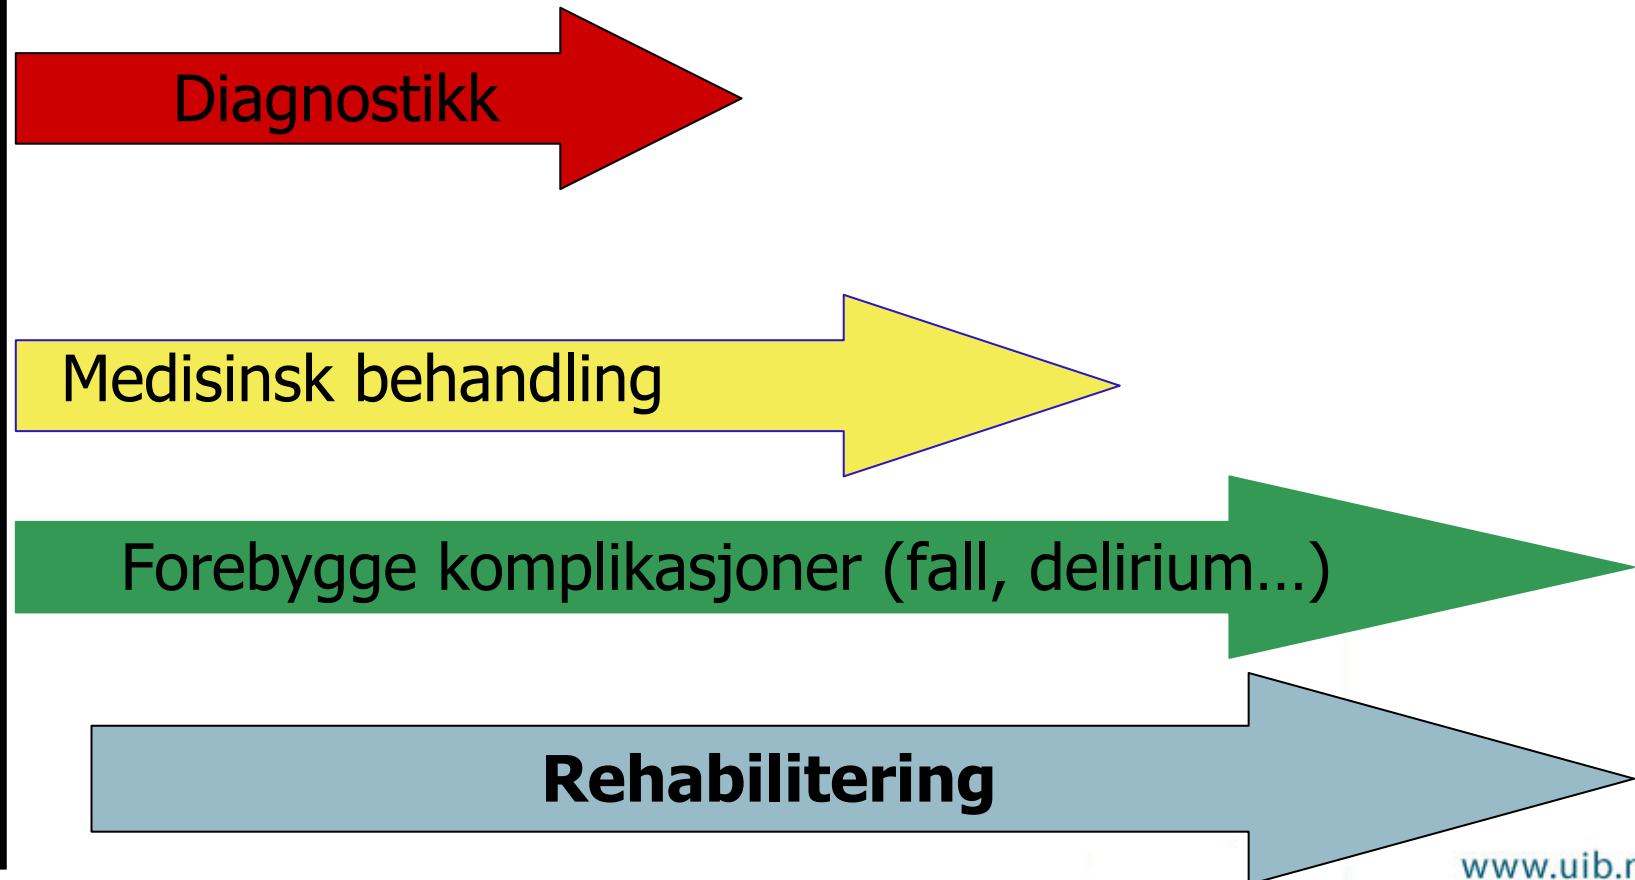 Diagnostikk
Medisinsk behandling
Forebygge komplikasjoner (fall, delirium...)
Rehabilitering
www.uib.n